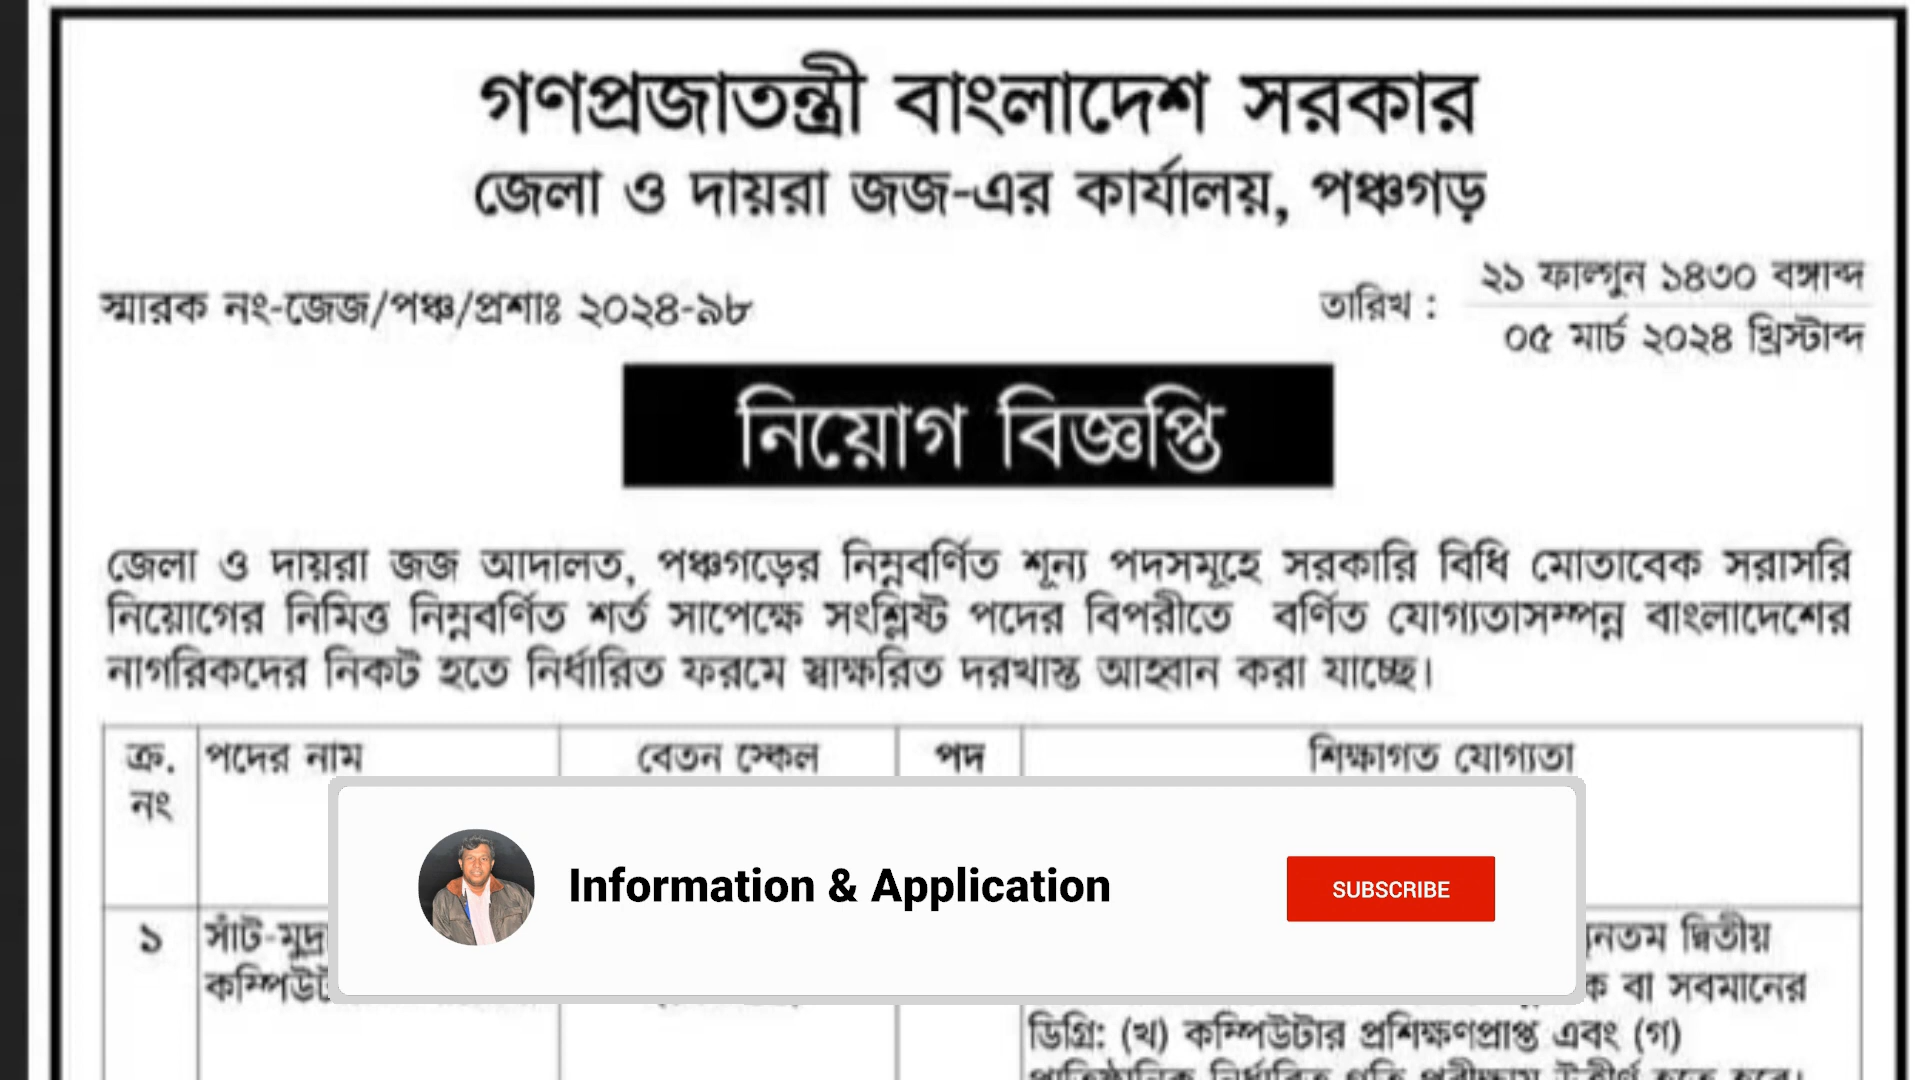 গণপ্রজাতন্ত্রী বাংলাদেশ সরকার
জেলা ও দায়রা জজ-এর কার্যালয়, পঞ্চগড়
স্মারক নং-জেজ/পঞ্চ/প্রশাঃ ২০২৪-৯৮
তারিখ :
২১ ফাল্গুন ১৪৩০ বঙ্গাব্দ
০৫ মার্চ ২০২৪ খ্রিস্টাব্দ
নিয়োগ বিজ্ঞপ্তি
জেলা ও দায়রা জজ আদালত, পঞ্চগড়ের নিম্নবর্ণিত শূন্য পদসমূহে সরকারি বিধি মোতাবেক সরাসরি
নিয়োগের নিমিত্ত নিম্নবর্ণিত শর্ত সাপেক্ষে সংশ্লিষ্ট পদের বিপরীতে বর্ণিত যোগ্যতাসম্পন্ন বাংলাদেশের
নাগরিকদের নিকট হতে নির্ধারিত ফরমে স্বাক্ষরিত দরখাস্ত আহ্বান করা যাচ্ছে।
ক্র. নং
পদের নাম
বেতন স্কেল
পদ
শিক্ষাগত যোগ্যতা
Information & Application
SUBSCRIBE
১
সাঁট-মুদ্র
কম্পিউট
দ্বিতীয়
বা সবমানের
ডিগ্রি: (খ) কম্পিউটার প্রশিক্ষণপ্রাপ্ত এবং (গ)